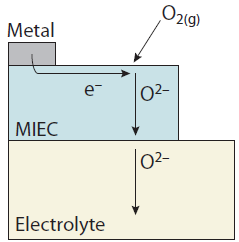 O₂(g)
Metal
e⁻
O²⁻
MIEC
O²⁻
Electrolyte